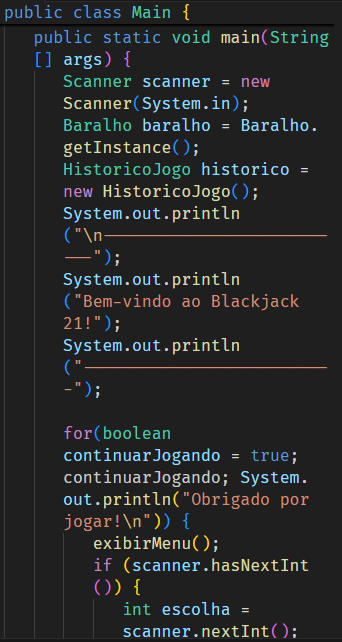 public class Main {
public static void main(String
[] args) {
Scanner scanner = new
Scanner(System.in);
Baralho baralho = Baralho.
getInstance();
HistoricoJogo historico =
new HistoricoJogo();
System.out.println
("\n-----------------------
---");
System.out.println
("Bem-vindo ao Blackjack
21!");
System.out.println
("-------------------------
-");
for(boolean
continuarJogando = true;
continuarJogando; System.
out.println("Obrigado por
jogar!\n")) {
exibirMenu();
if (scanner.hasNextInt
()) {
int escolha =
scanner.nextInt();